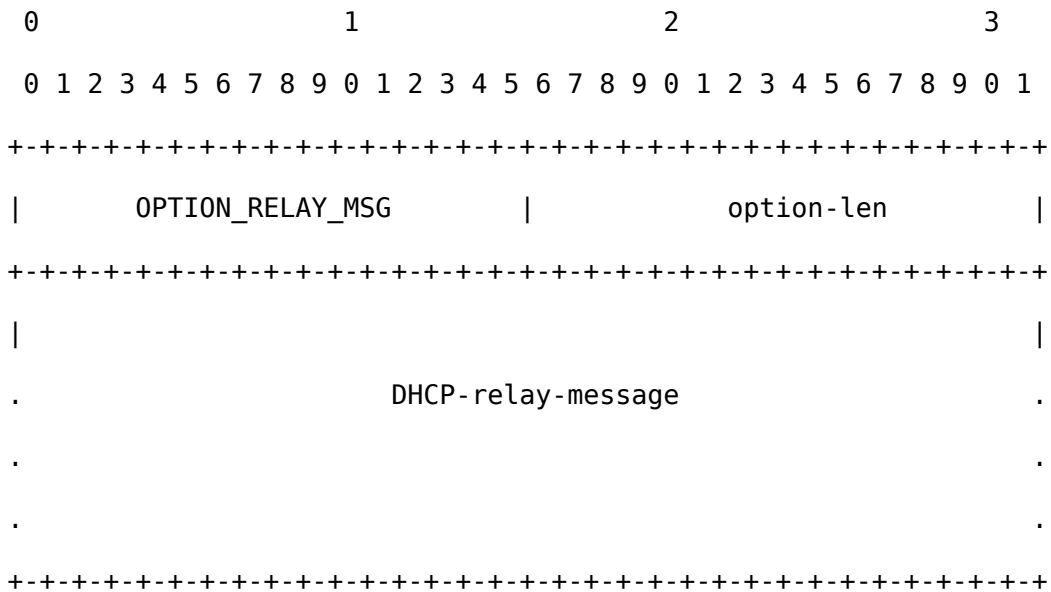 0                   1                   2                   3
 0 1 2 3 4 5 6 7 8 9 0 1 2 3 4 5 6 7 8 9 0 1 2 3 4 5 6 7 8 9 0 1
+-+-+-+-+-+-+-+-+-+-+-+-+-+-+-+-+-+-+-+-+-+-+-+-+-+-+-+-+-+-+-+-+
|       OPTION_RELAY_MSG        |           option-len          |
+-+-+-+-+-+-+-+-+-+-+-+-+-+-+-+-+-+-+-+-+-+-+-+-+-+-+-+-+-+-+-+-+
|                                                               |
.                       DHCP-relay-message                      .
.                                                               .
.                                                               .
+-+-+-+-+-+-+-+-+-+-+-+-+-+-+-+-+-+-+-+-+-+-+-+-+-+-+-+-+-+-+-+-+